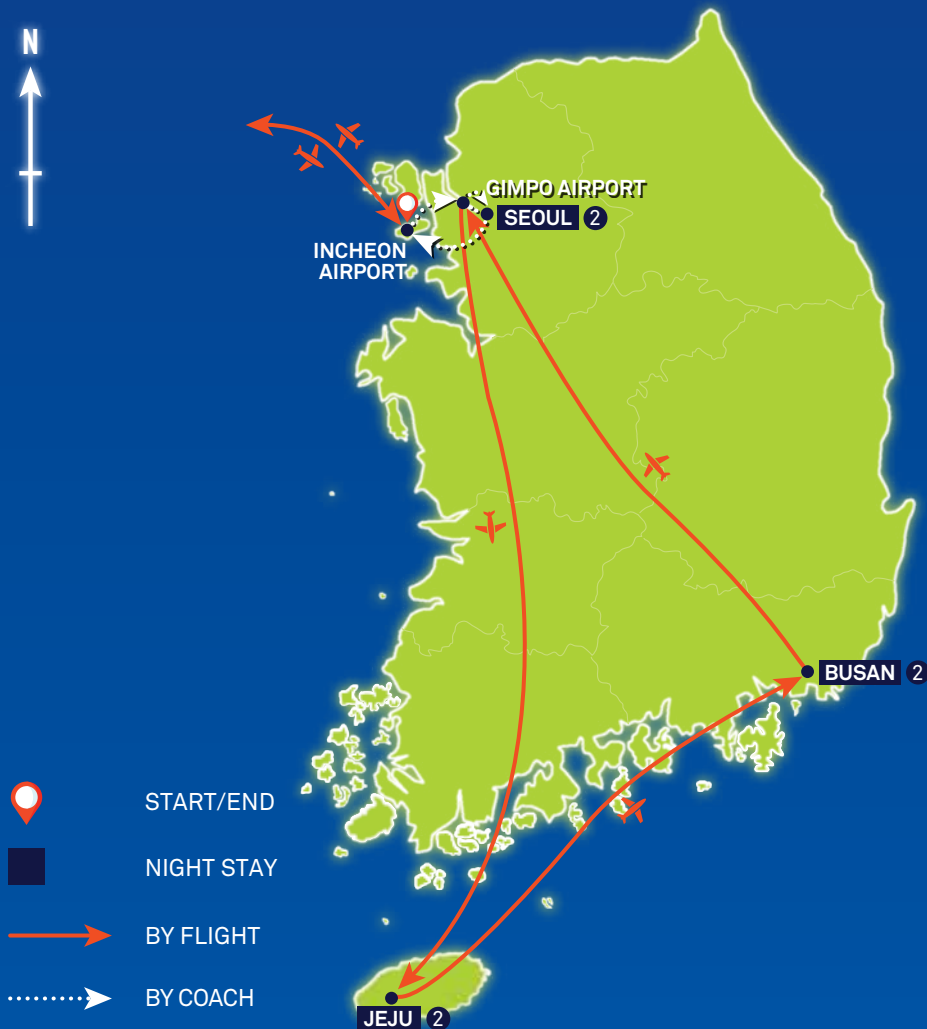 N
GIMPO AIRPORT
SEOUL 2
INCHEON
AIRPORT
BUSAN 2
START/END
NIGHT STAY
BY FLIGHT
BY COACH
JEJU 2